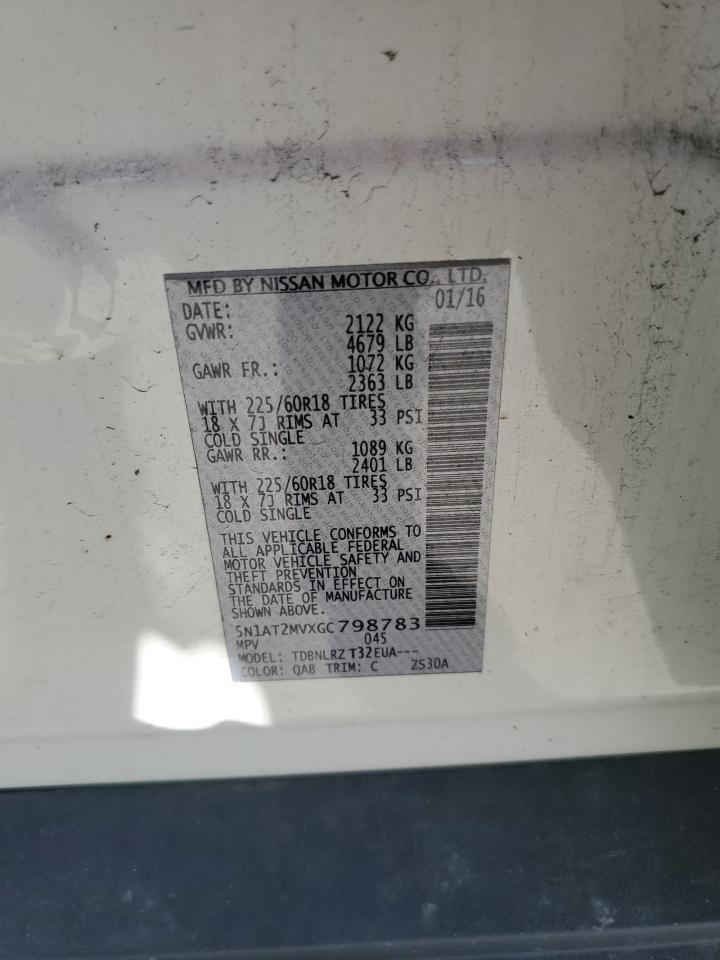 MFD BY NISSAN MOTOR CO., LTD.
DATE: 01/16
GVWR: 2122 KG
4679 LB
GAWR FR.: 1072 KG
2363 LB
WITH 225/60R18 TIRES
18 X 7J RIMS AT 33 PSI
COLD SINGLE
GAWR RR.: 1089 KG
2401 LB
WITH 225/60R18 TIRES
18 X 7J RIMS AT 33 PSI
COLD SINGLE
THIS VEHICLE CONFORMS TO
ALL APPLICABLE FEDERAL
MOTOR VEHICLE SAFETY AND
THEFT PREVENTION
STANDARDS IN EFFECT ON
THE DATE OF MANUFACTURE
SHOWN ABOVE.
5N1AT2MVXGC798783
MPV 045
MODEL: TDBNLRZ T32EUA---
COLOR: QAB TRIM: C ZS30A